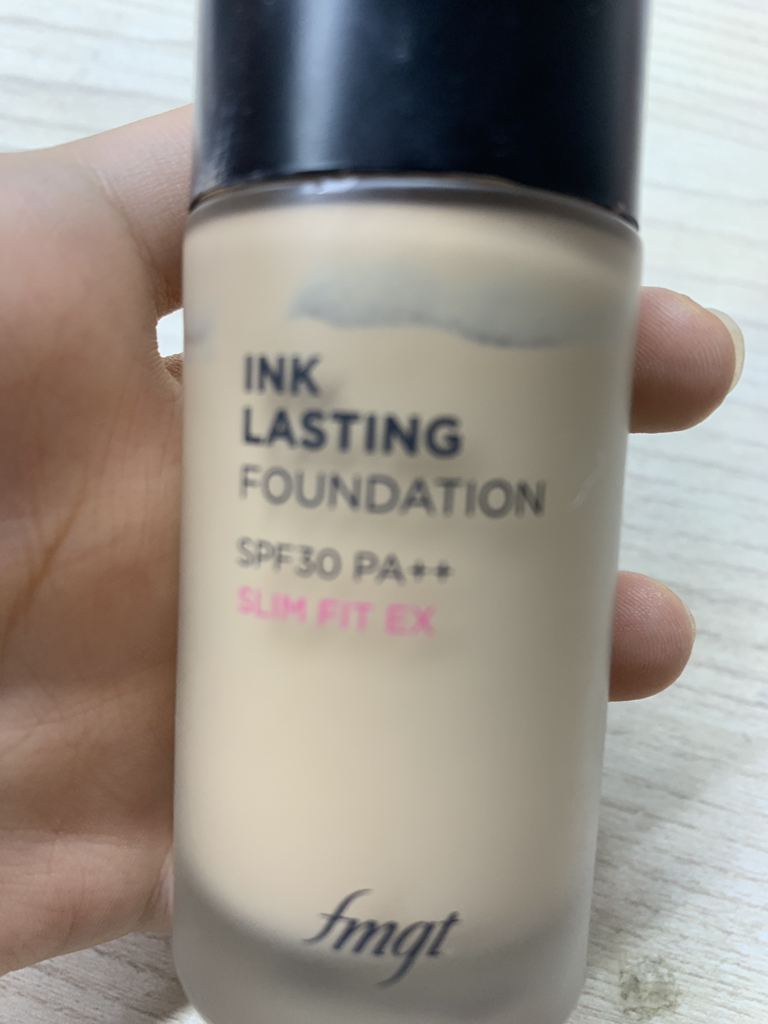 INK
LASTING
FOUNDATION
SPF30 PA++
SLIM FIT EX
fmgt